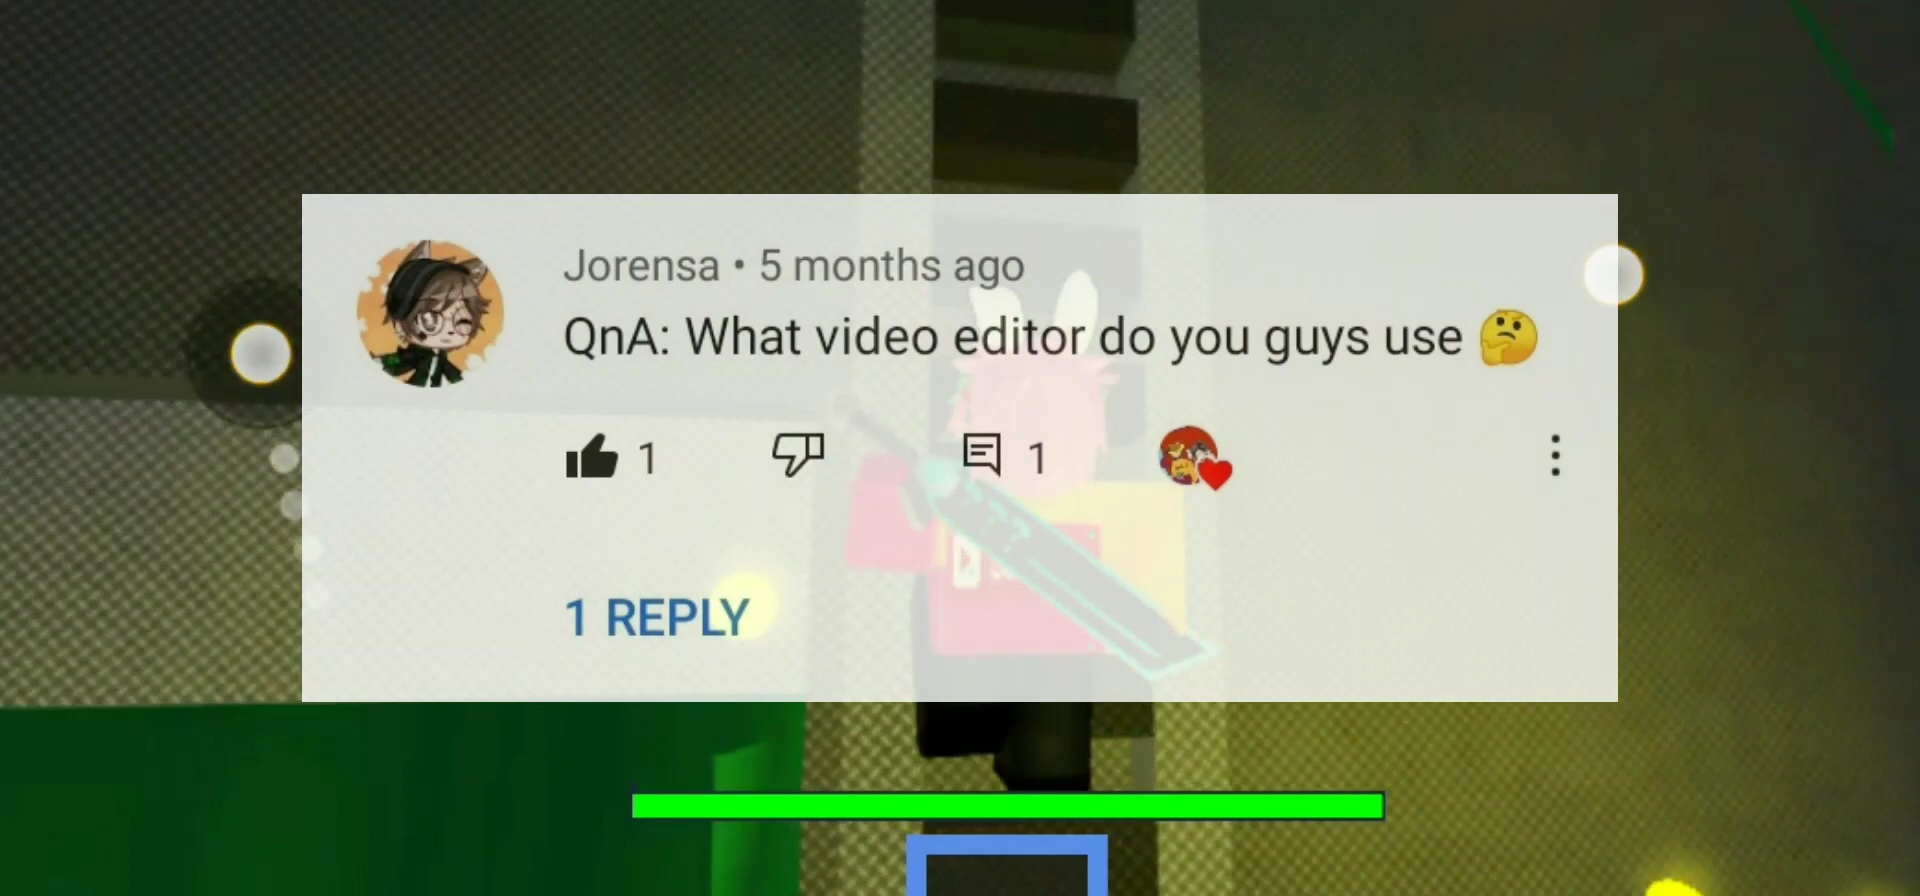 Jorensa • 5 months ago
QnA: What video editor do you guys use 🤔
1
1
1 REPLY